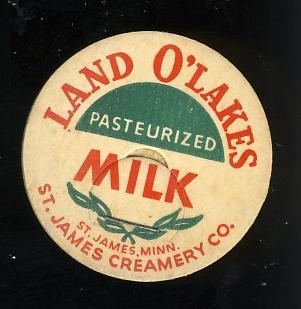 LAND O'LAKES
PASTEURIZED
MILK
ST. JAMES, MINN.
ST. JAMES CREAMERY CO.